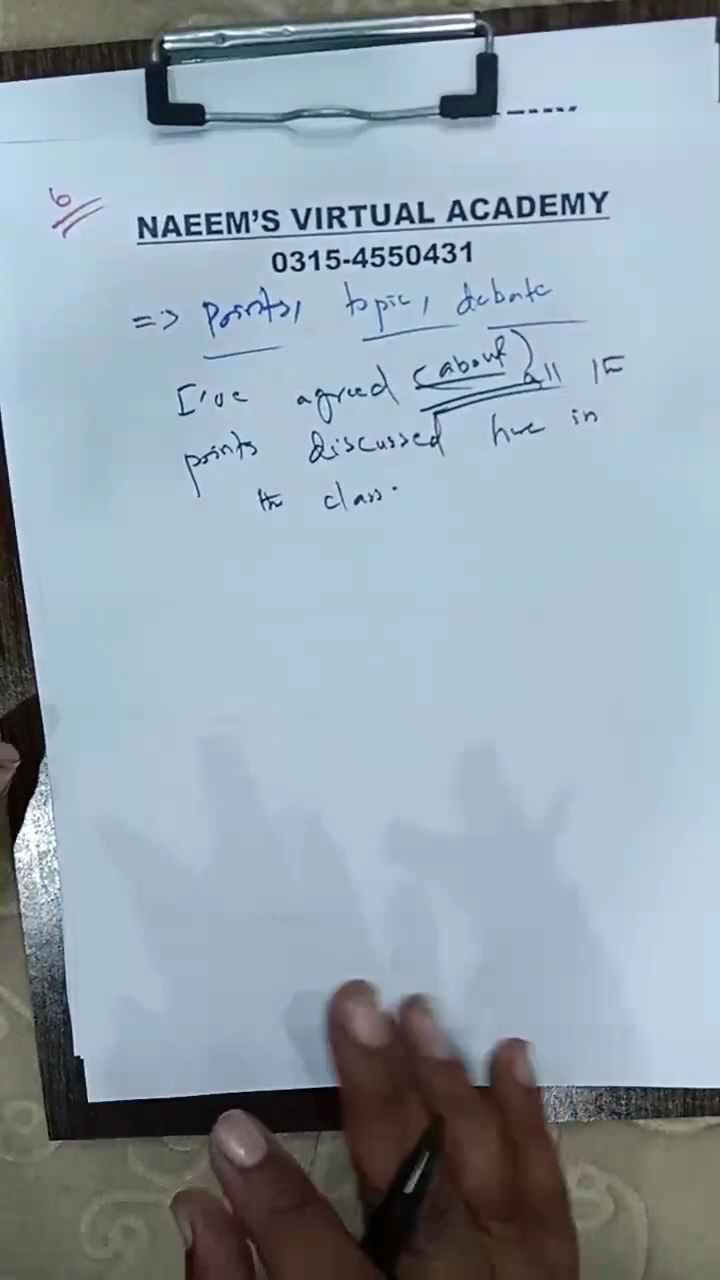 6
NAEEM'S VIRTUAL ACADEMY
0315-4550431
=> points, topic, debate
I've agreed (about) all the
points discussed here in
the class.